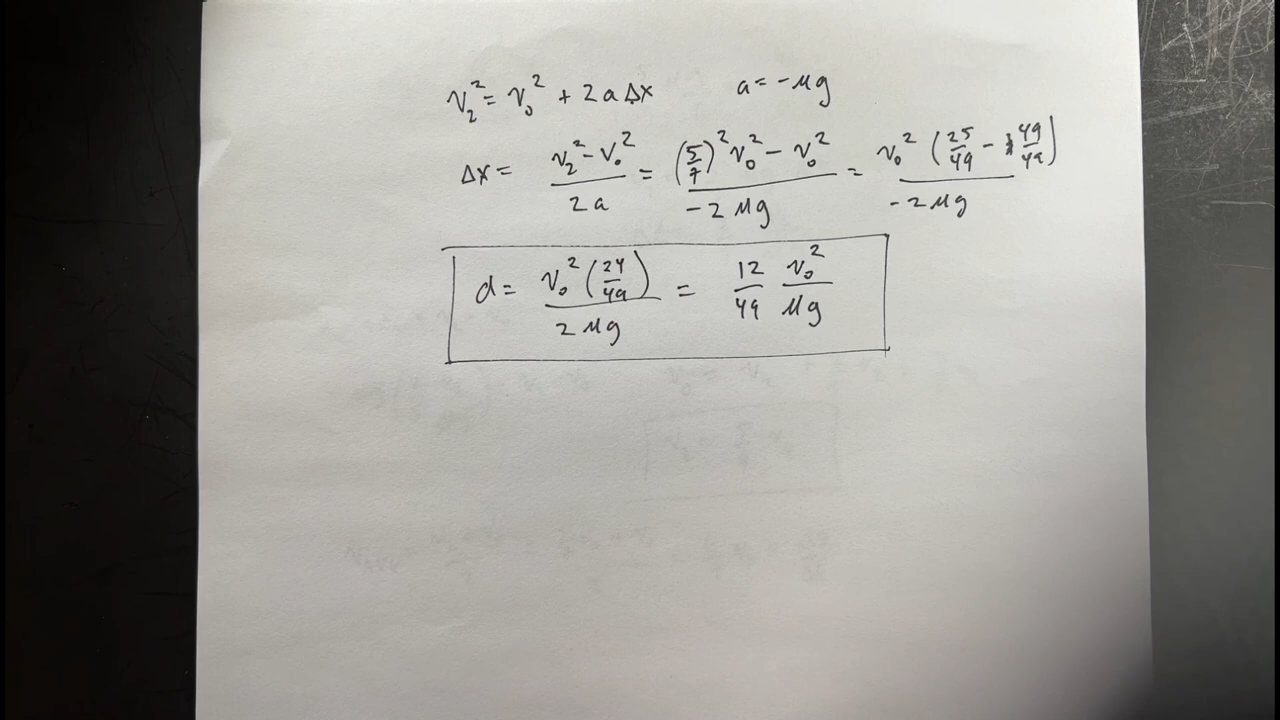 v₂² = v₀² + 2aΔx a = -μg
Δx = (v₂² - v₀²)/(2a) = ((5/7)² v₀² - v₀²)/(-2μg) = v₀² (25/49 - 49/49)/(-2μg)
d = v₀² (24/49)/(2μg) = 12/49 v₀²/(μg)